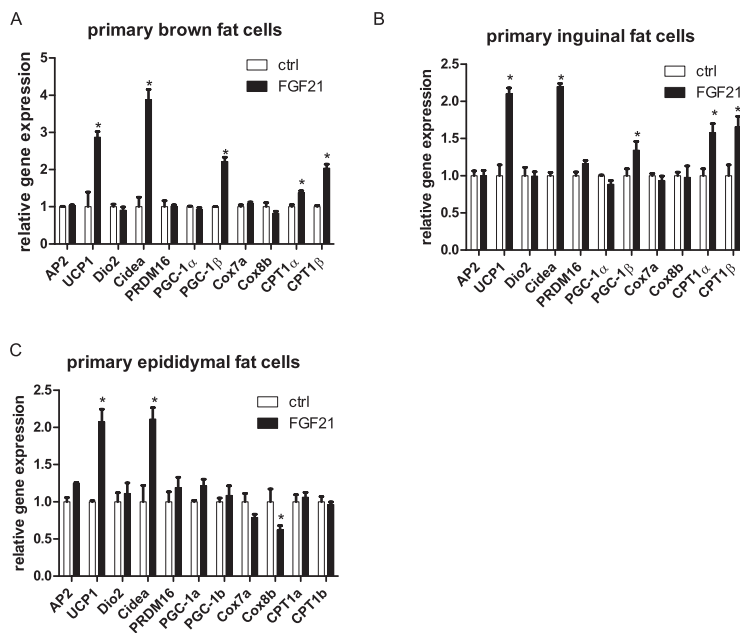 A
primary brown fat cells
relative gene expression
5
4
3
2
1
0
ctrl
FGF21
*
*
*
*
*
AP2
UCP1
Dio2
Cidea
PRDM16
PGC-1α
PGC-1β
Cox7a
Cox8b
CPT1α
CPT1β
B
primary inguinal fat cells
relative gene expression
2.5
2.0
1.5
1.0
0.5
0.0
ctrl
FGF21
*
*
*
*
*
AP2
UCP1
Dio2
Cidea
PRDM16
PGC-1α
PGC-1β
Cox7a
Cox8b
CPT1α
CPT1β
C
primary epididymal fat cells
relative gene expression
2.5
2.0
1.5
1.0
0.5
0.0
ctrl
FGF21
*
*
*
AP2
UCP1
Dio2
Cidea
PRDM16
PGC-1a
PGC-1b
Cox7a
Cox8b
CPT1a
CPT1b